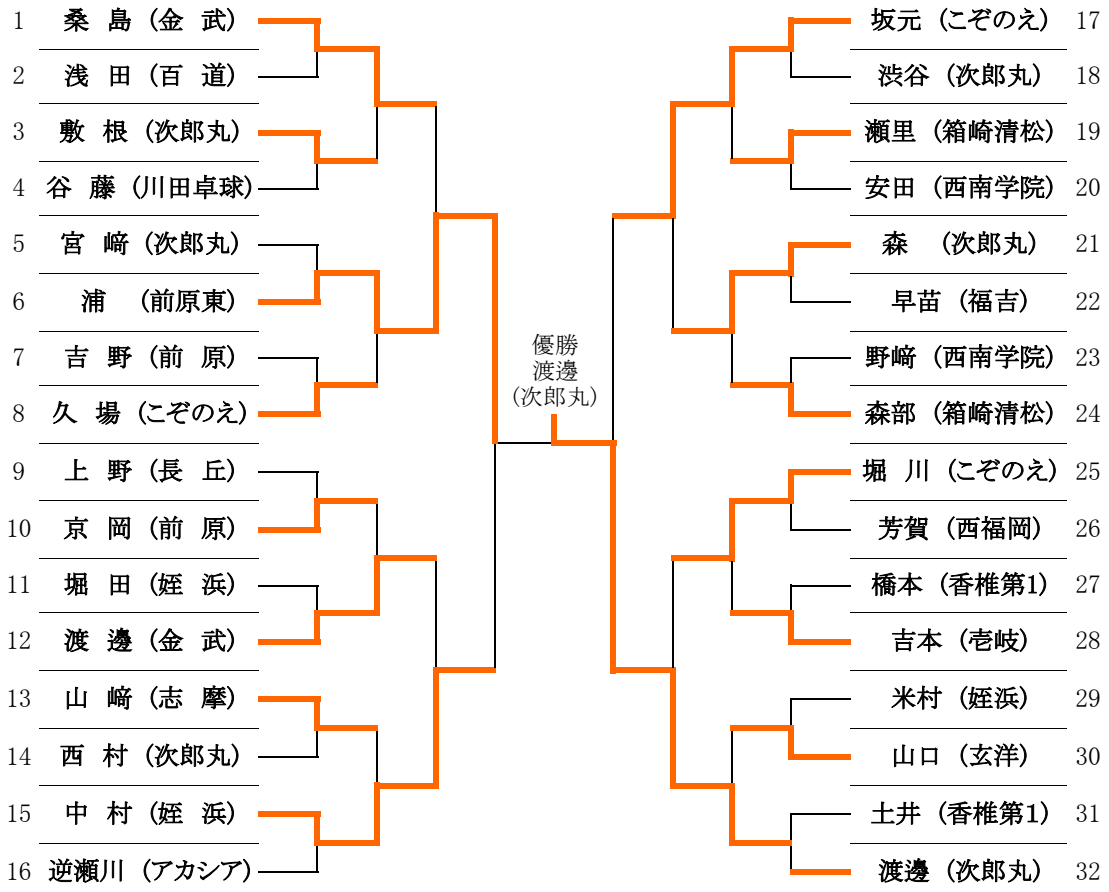 1 桑 島 (金 武)
2 浅 田 (百 道)
3 敷 根 (次郎丸)
4 谷 藤 (川田卓球)
5 宮 﨑 (次郎丸)
6 浦 (前原東)
7 吉 野 (前 原)
8 久 場 (こぞのえ)
9 上 野 (長 丘)
10 京 岡 (前 原)
11 堀 田 (姪 浜)
12 渡 邊 (金 武)
13 山 﨑 (志 摩)
14 西 村 (次郎丸)
15 中 村 (姪 浜)
16 逆瀬川 (アカシア)
優勝
渡邊
(次郎丸)
坂元 (こぞのえ) 17
渋谷 (次郎丸) 18
瀬里 (箱崎清松) 19
安田 (西南学院) 20
森 (次郎丸) 21
早苗 (福吉) 22
野﨑 (西南学院) 23
森部 (箱崎清松) 24
堀 川 (こぞのえ) 25
芳賀 (西福岡) 26
橋本 (香椎第1) 27
吉本 (壱岐) 28
米村 (姪浜) 29
山口 (玄洋) 30
土井 (香椎第1) 31
渡邊 (次郎丸) 32